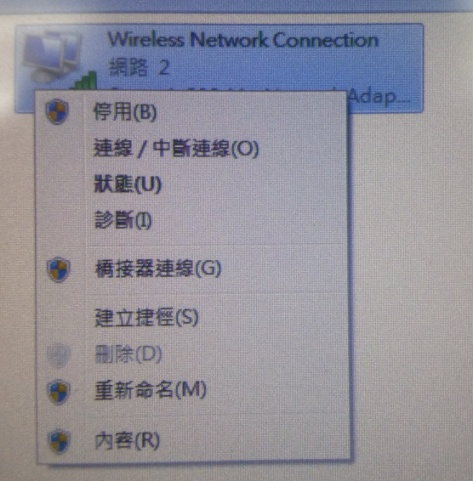 Wireless Network Connection
網路 2
Adap...
停用(B)
連線 / 中斷連線(O)
狀態(U)
診斷(I)
橋接器連線(G)
建立捷徑(S)
刪除(D)
重新命名(M)
內容(R)